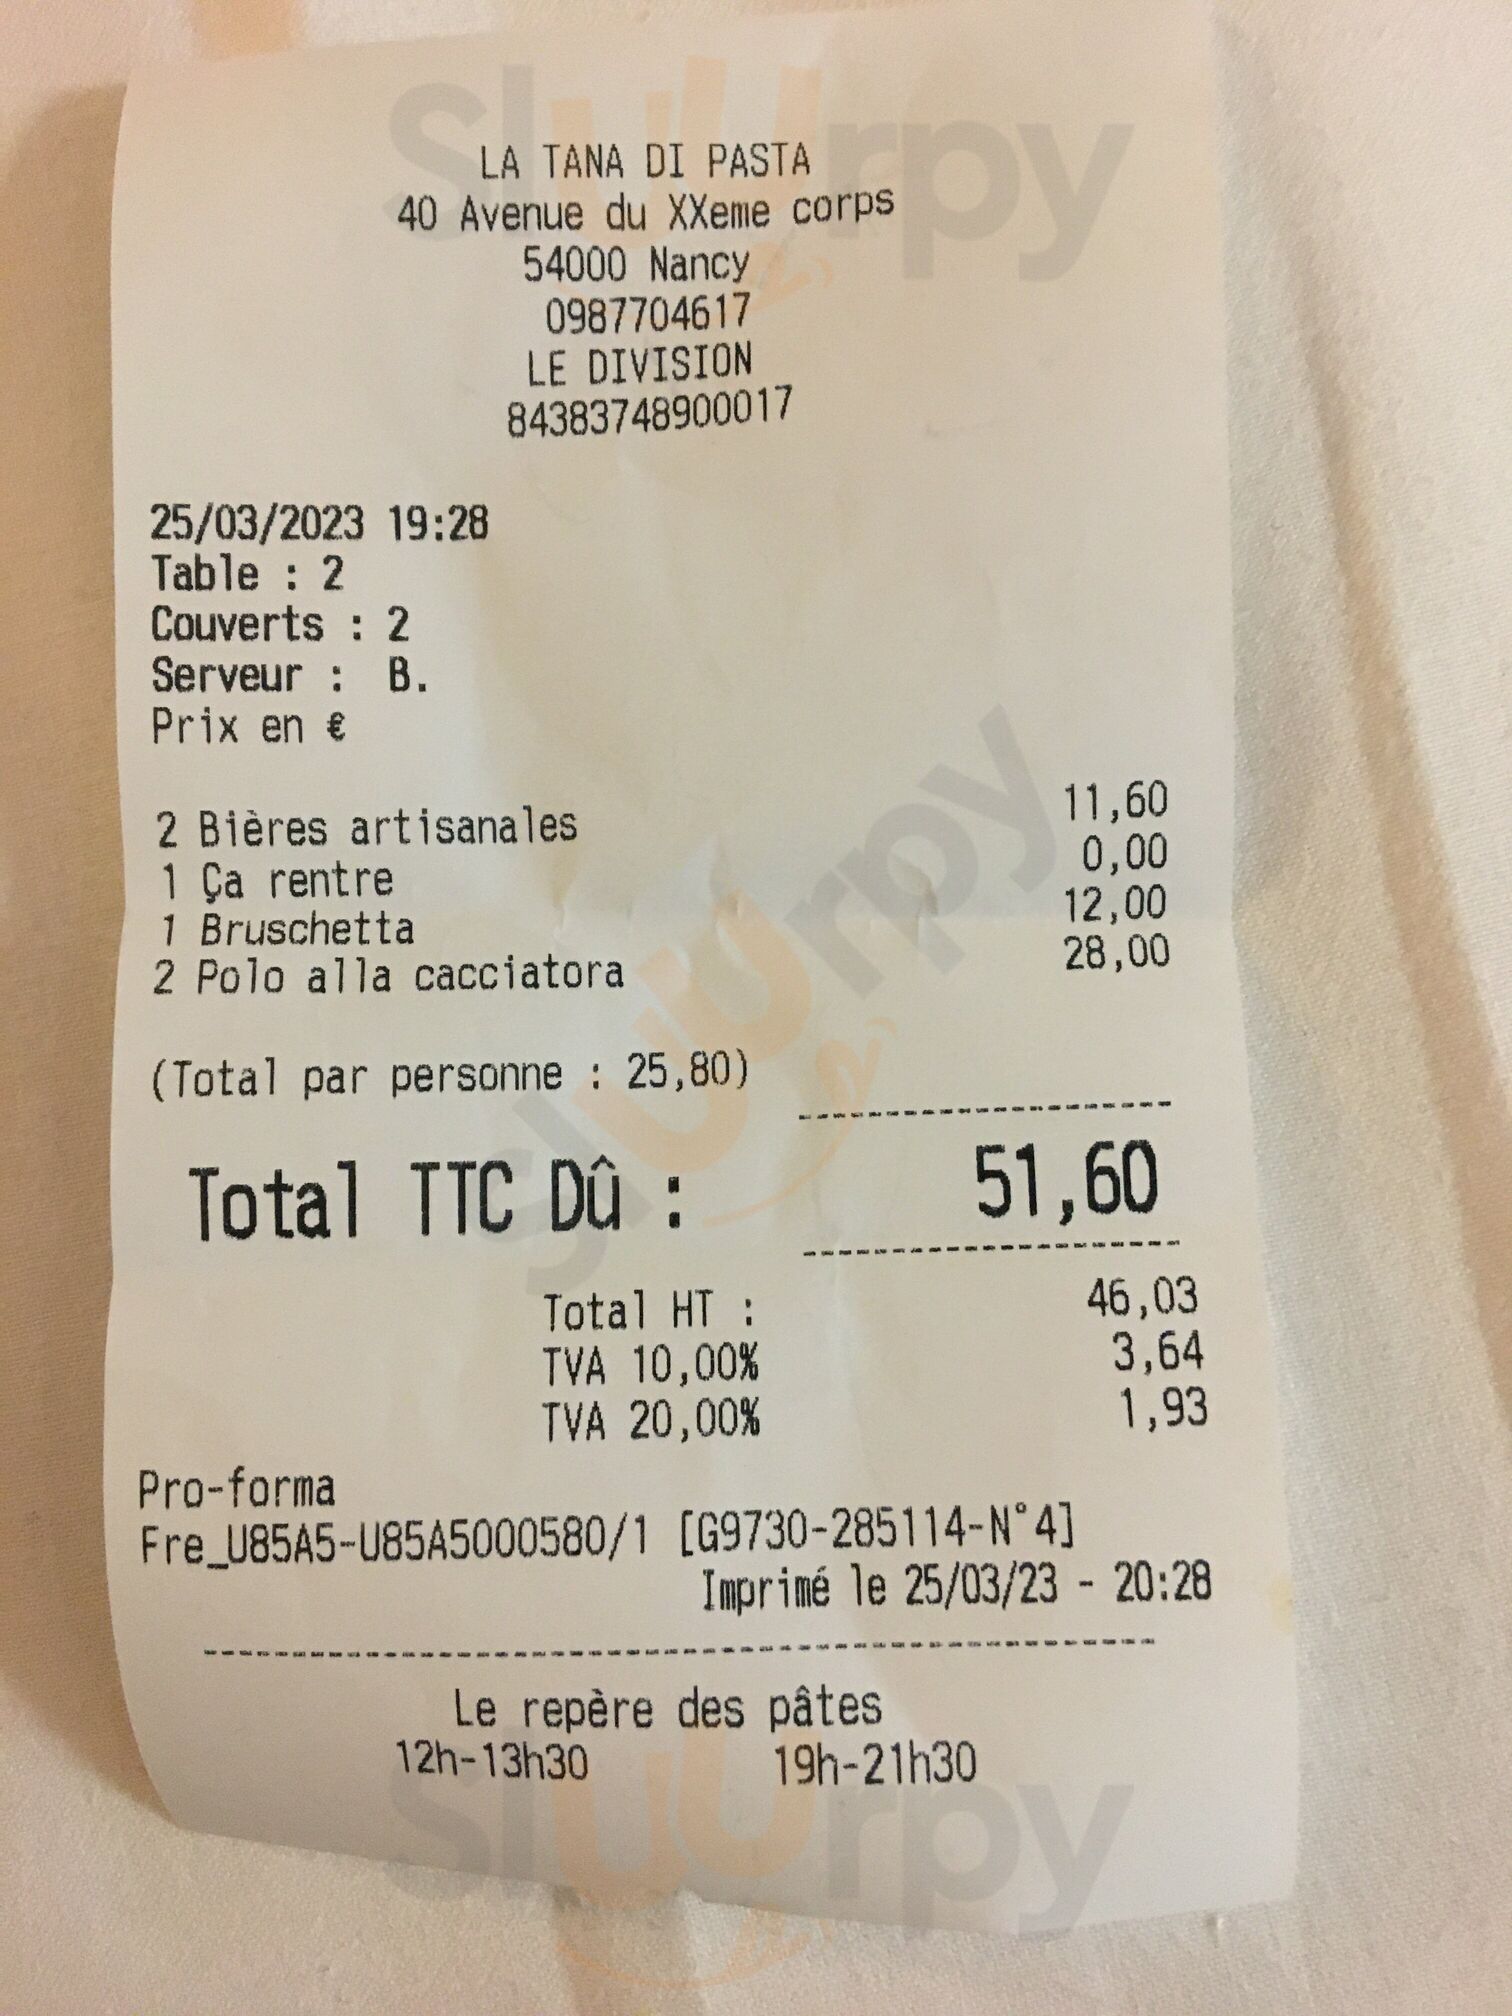 LA TANA DI PASTA
40 Avenue du XXeme corps
54000 Nancy
0987704617
LE DIVISION
84383748900017
25/03/2023 19:28
Table : 2
Couverts : 2
Serveur : B.
Prix en €
2 Bières artisanales 11,60
1 Ça rentre 0,00
1 Bruschetta 12,00
2 Polo alla cacciatora 28,00
(Total par personne : 25,80)
Total TTC Dû : 51,60
Total HT : 46,03
TVA 10,00% 3,64
TVA 20,00% 1,93
Pro-forma
Fre_U85A5-U85A5000580/1 [G9730-285114-N°4]
Imprimé le 25/03/23 - 20:28
Le repère des pâtes
12h-13h30 19h-21h30
Sluurpy
Sluurpy
Sluurpy